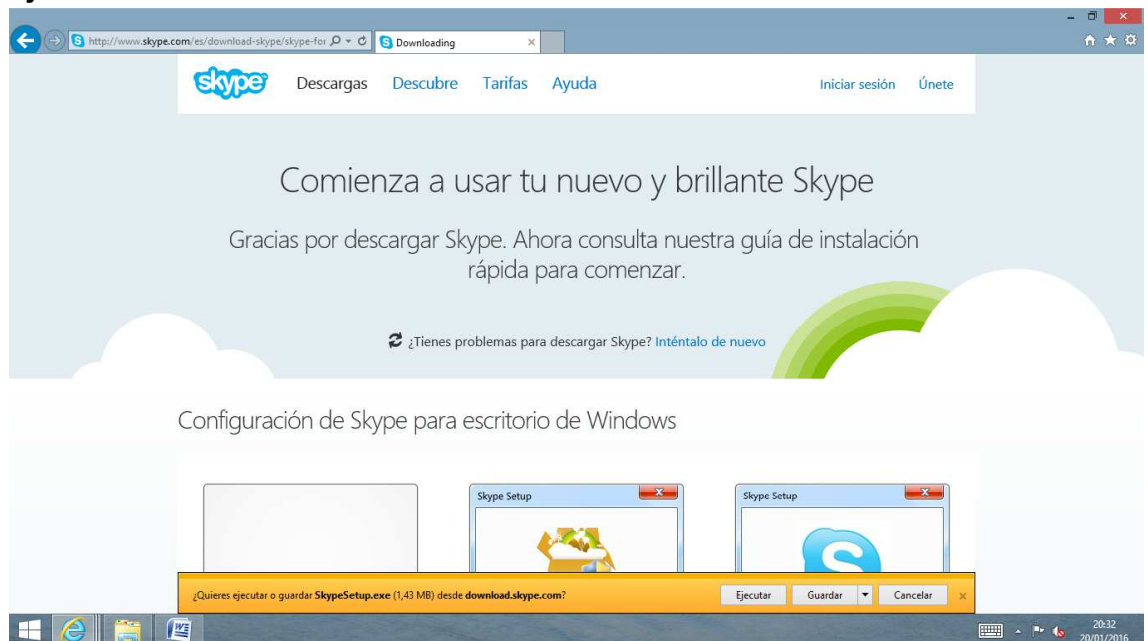 http://www.skype.com/es/download-skype/skype-for
Downloading
skype
Descargas Descubre Tarifas Ayuda Iniciar sesión Únete
Comienza a usar tu nuevo y brillante Skype
Gracias por descargar Skype. Ahora consulta nuestra guía de instalación
rápida para comenzar.
¿Tienes problemas para descargar Skype? Inténtalo de nuevo
Configuración de Skype para escritorio de Windows
Skype Setup
Skype Setup
¿Quieres ejecutar o guardar SkypeSetup.exe (1,43 MB) desde download.skype.com? Ejecutar Guardar Cancelar
20:32
20/01/2016